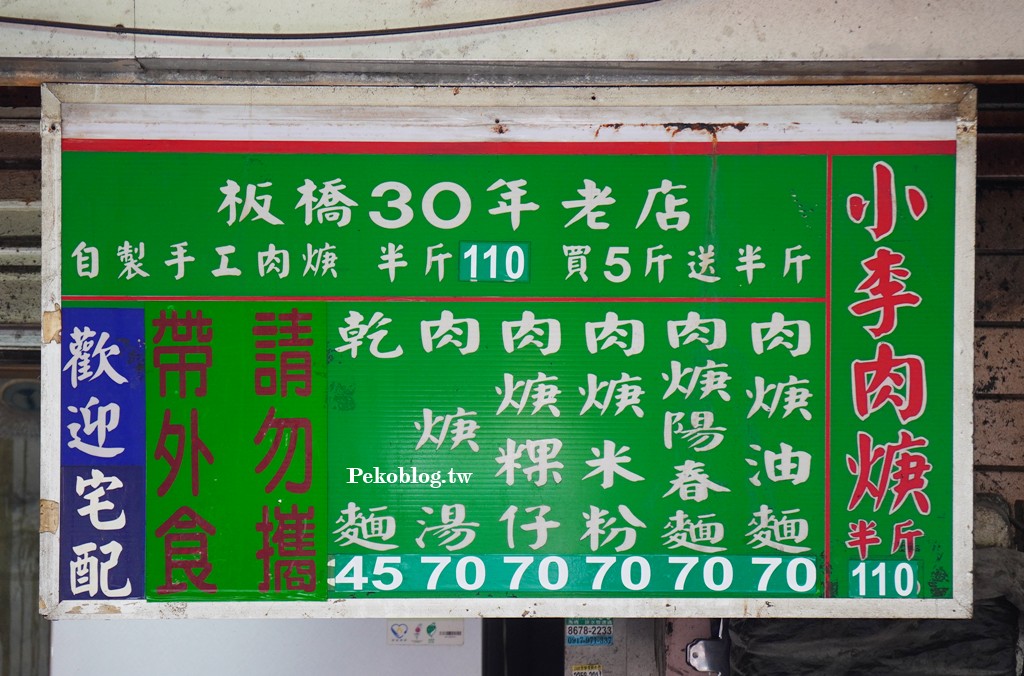 板橋30年老店
自製手工肉焿 半斤110 買5斤送半斤
小李肉焿
半斤
110
肉焿油麵 70
肉焿陽春麵 70
肉焿米粉 70
肉焿粿仔 70
肉焿湯 70
乾麵 45
請勿攜
帶外食
歡迎宅配
Pekoblog.tw
8678-2233